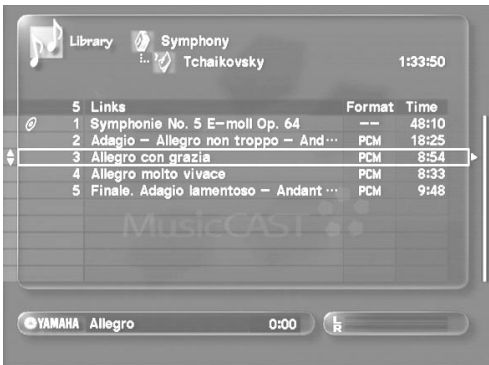 Library Symphony
Tchaikovsky 1:33:50
5 Links Format Time
1 Symphonie No. 5 E–moll Op. 64 –– 48:10
2 Adagio – Allegro non troppo – And ··· PCM 18:25
3 Allegro con grazia PCM 8:54
4 Allegro molto vivace PCM 8:33
5 Finale. Adagio lamentoso – Andant ··· PCM 9:48
MusicCAST
YAMAHA Allegro 0:00 L
R